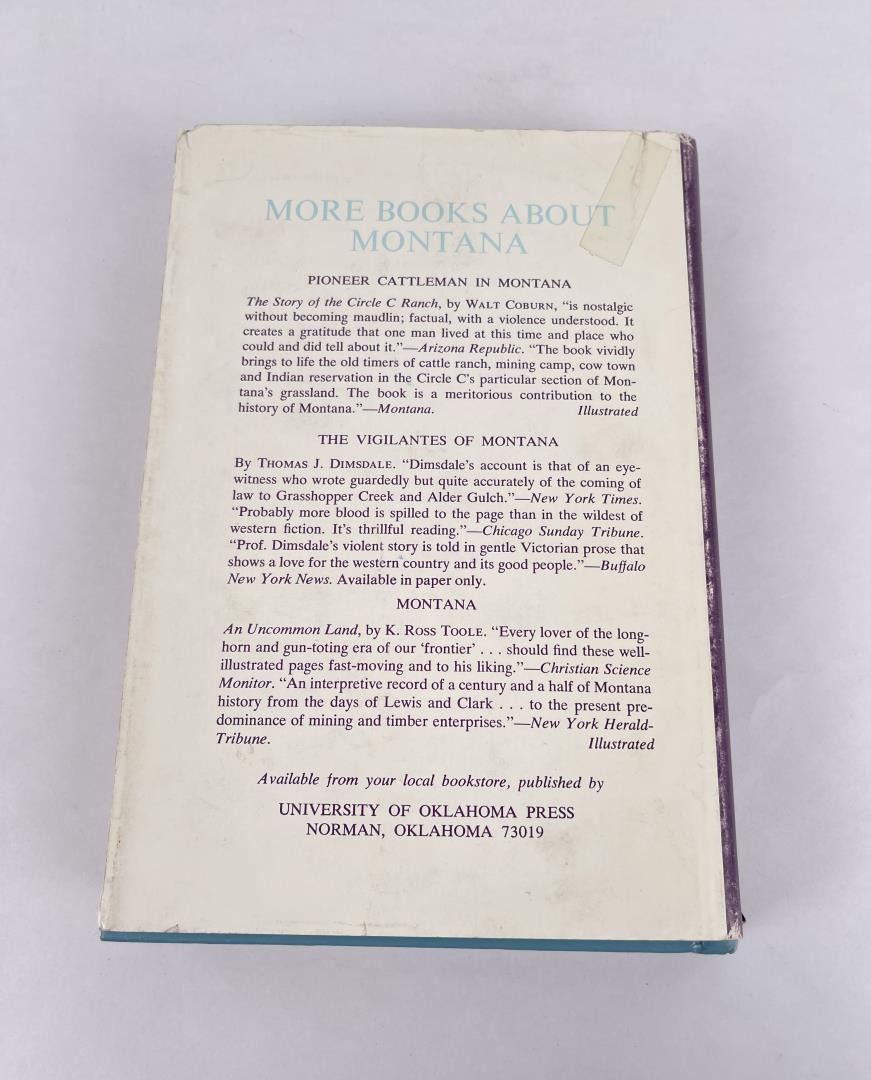 MORE BOOKS ABOUT
MONTANA
PIONEER CATTLEMAN IN MONTANA
The Story of the Circle C Ranch, by WALT COBURN, “is nostalgic
without becoming maudlin; factual, with a violence understood. It
creates a gratitude that one man lived at this time and place who
could and did tell about it.”—Arizona Republic. “The book vividly
brings to life the old timers of cattle ranch, mining camp, cow town
and Indian reservation in the Circle C’s particular section of Mon-
tana’s grassland. The book is a meritorious contribution to the
history of Montana.”—Montana. Illustrated
THE VIGILANTES OF MONTANA
By THOMAS J. DIMSDALE. “Dimsdale’s account is that of an eye-
witness who wrote guardedly but quite accurately of the coming of
law to Grasshopper Creek and Alder Gulch.”—New York Times.
“Probably more blood is spilled to the page than in the wildest of
western fiction. It’s thrillful reading.”—Chicago Sunday Tribune.
“Prof. Dimsdale’s violent story is told in gentle Victorian prose that
shows a love for the western country and its good people.”—Buffalo
New York News. Available in paper only.
MONTANA
An Uncommon Land, by K. ROSS TOOLE. “Every lover of the long-
horn and gun-toting era of our ‘frontier’ . . . should find these well-
illustrated pages fast-moving and to his liking.”—Christian Science
Monitor. “An interpretive record of a century and a half of Montana
history from the days of Lewis and Clark . . . to the present pre-
dominance of mining and timber enterprises.”—New York Herald-
Tribune. Illustrated
Available from your local bookstore, published by
UNIVERSITY OF OKLAHOMA PRESS
NORMAN, OKLAHOMA 73019